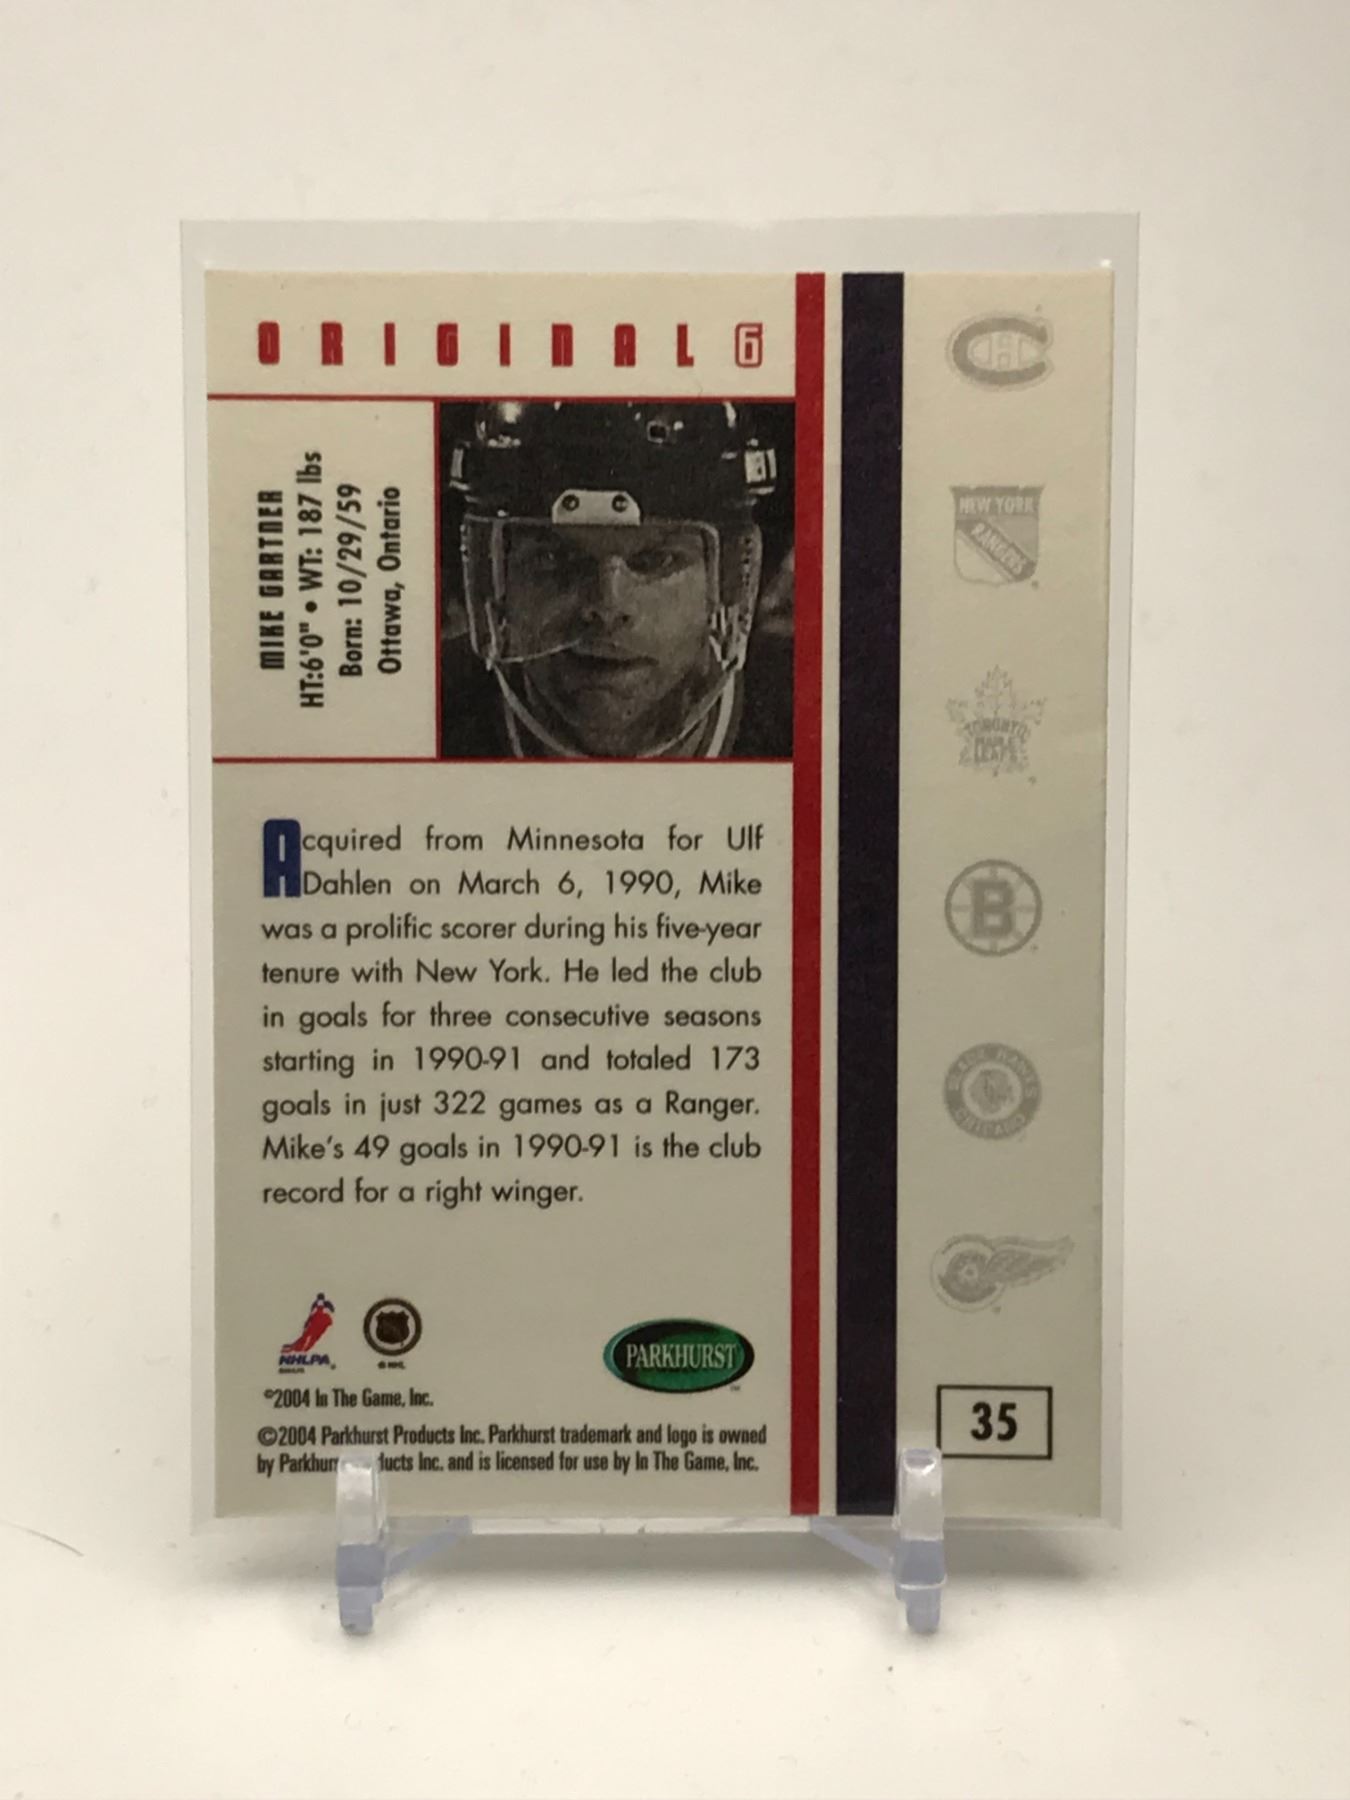 ORIGINAL 6
MIKE GARTNER
HT:6'0" • WT: 187 lbs
Born: 10/29/59
Ottawa, Ontario
NEW YORK
RANGERS
TORONTO
MAPLE
LEAFS
B
BLACK HAWKS
CHICAGO
Acquired from Minnesota for Ulf
Dahlen on March 6, 1990, Mike
was a prolific scorer during his five-year
tenure with New York. He led the club
in goals for three consecutive seasons
starting in 1990-91 and totaled 173
goals in just 322 games as a Ranger.
Mike's 49 goals in 1990-91 is the club
record for a right winger.
NHLPA
PARKHURST
™
©2004 In The Game, Inc.
©2004 Parkhurst Products Inc. Parkhurst trademark and logo is owned
by Inc. and is licensed for use by In The Game, Inc.
35